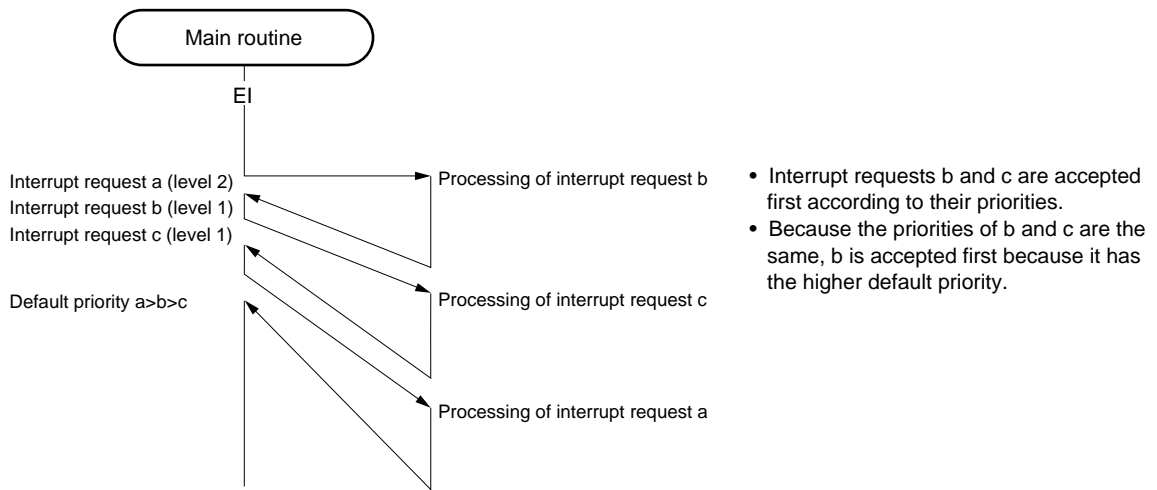 Main routine
EI
Interrupt request a (level 2)
Interrupt request b (level 1)
Interrupt request c (level 1)
Default priority a>b>c
Processing of interrupt request b
Processing of interrupt request c
Processing of interrupt request a
• Interrupt requests b and c are accepted
first according to their priorities.
• Because the priorities of b and c are the
same, b is accepted first because it has
the higher default priority.